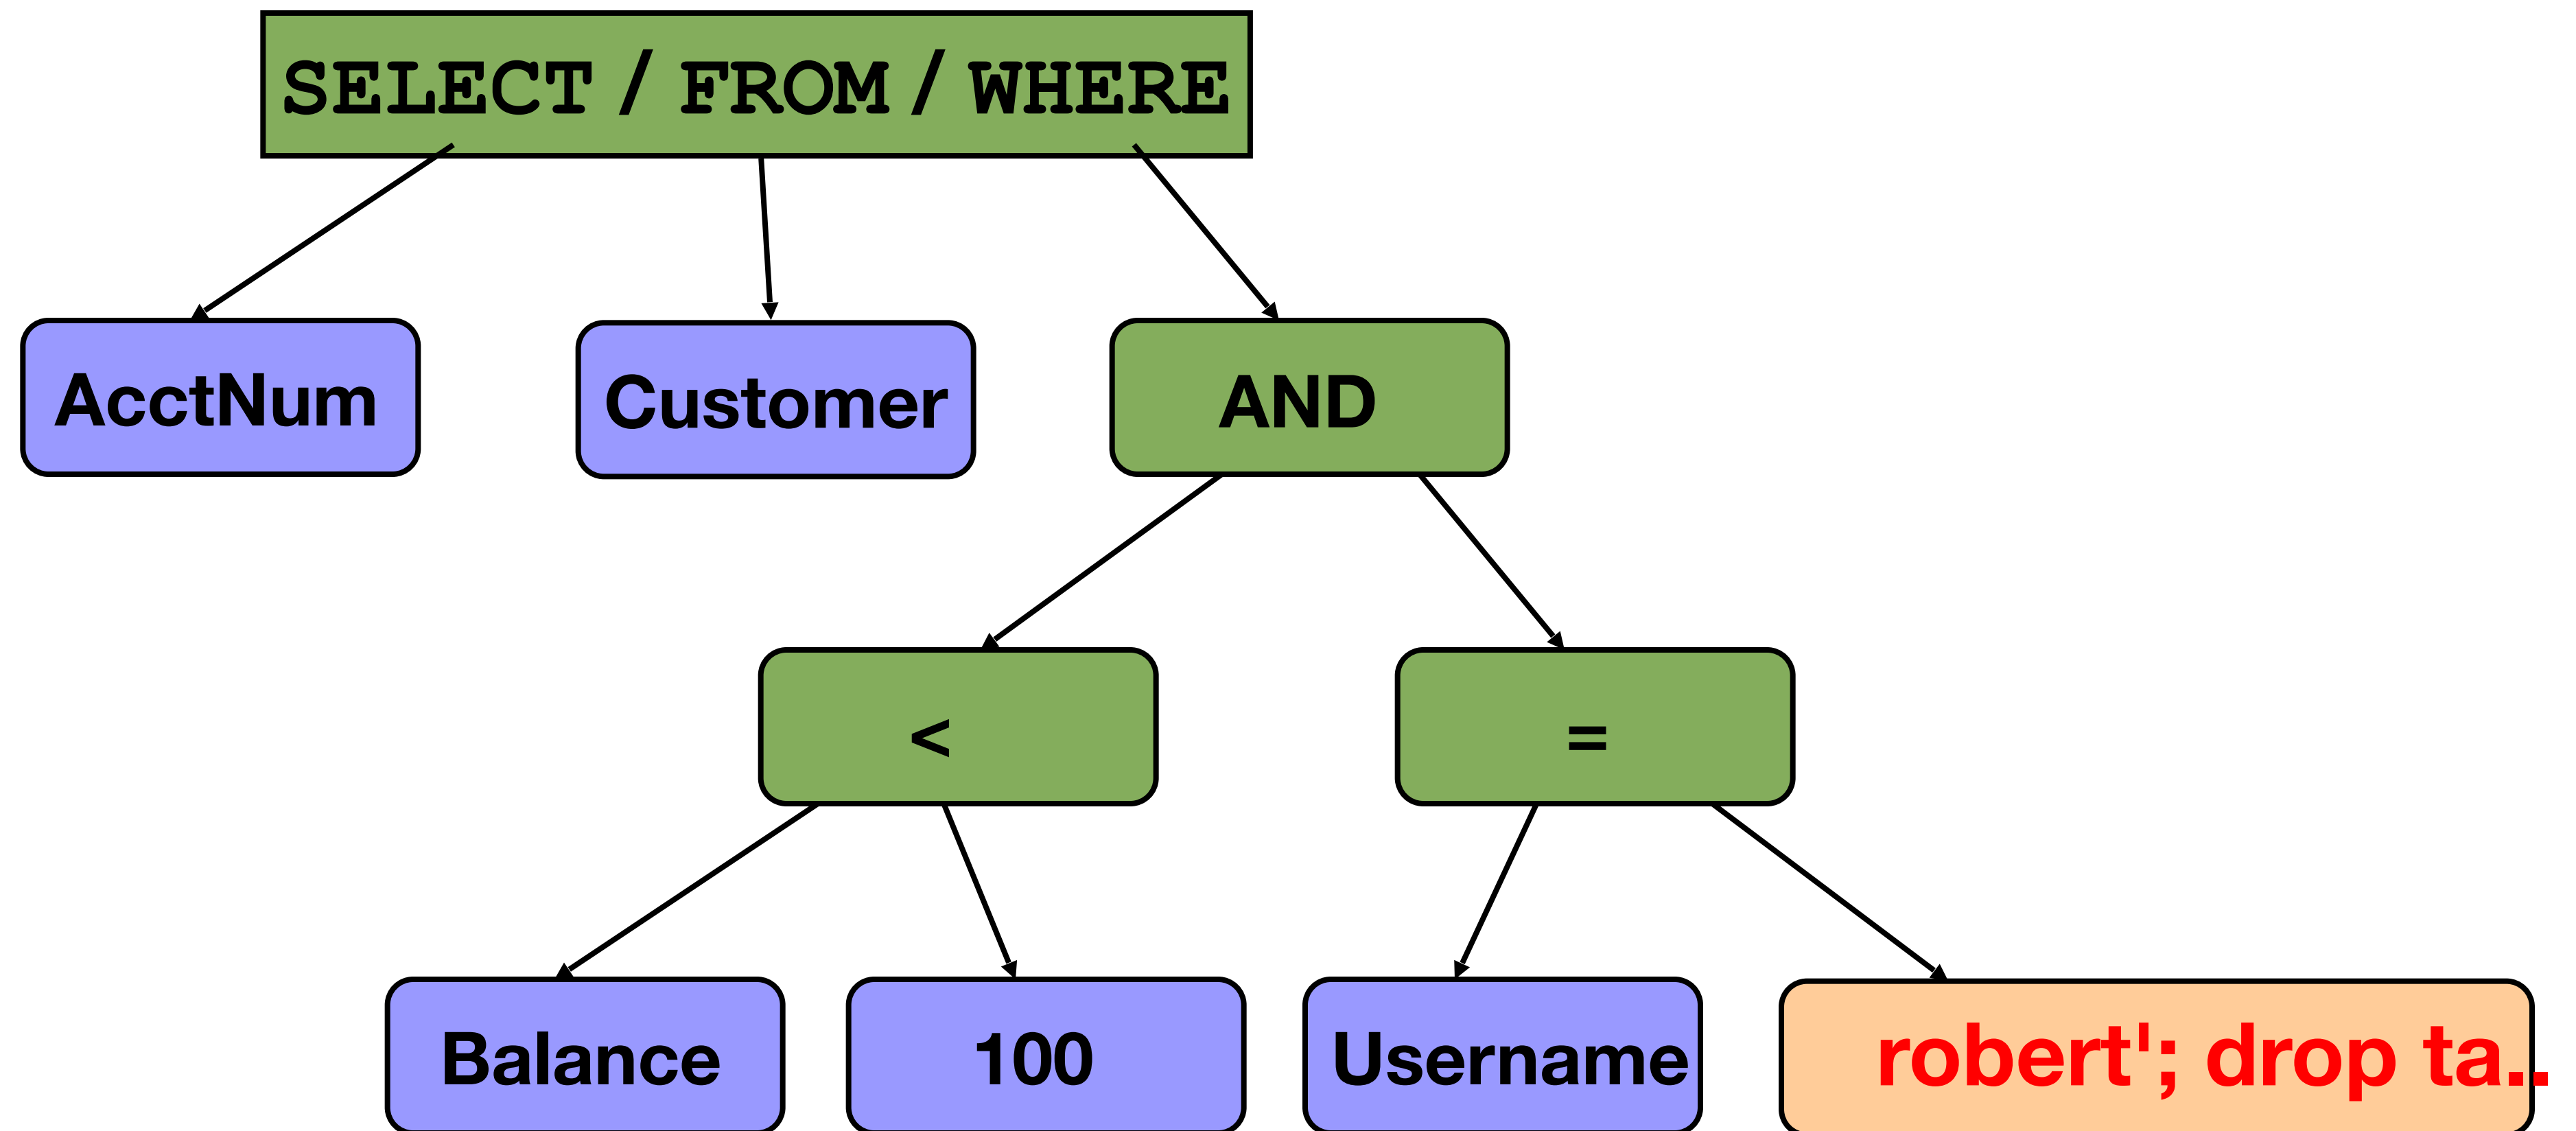 SELECT / FROM / WHERE
AcctNum
Customer
AND
<
=
Balance
100
Username
robert'; drop ta..